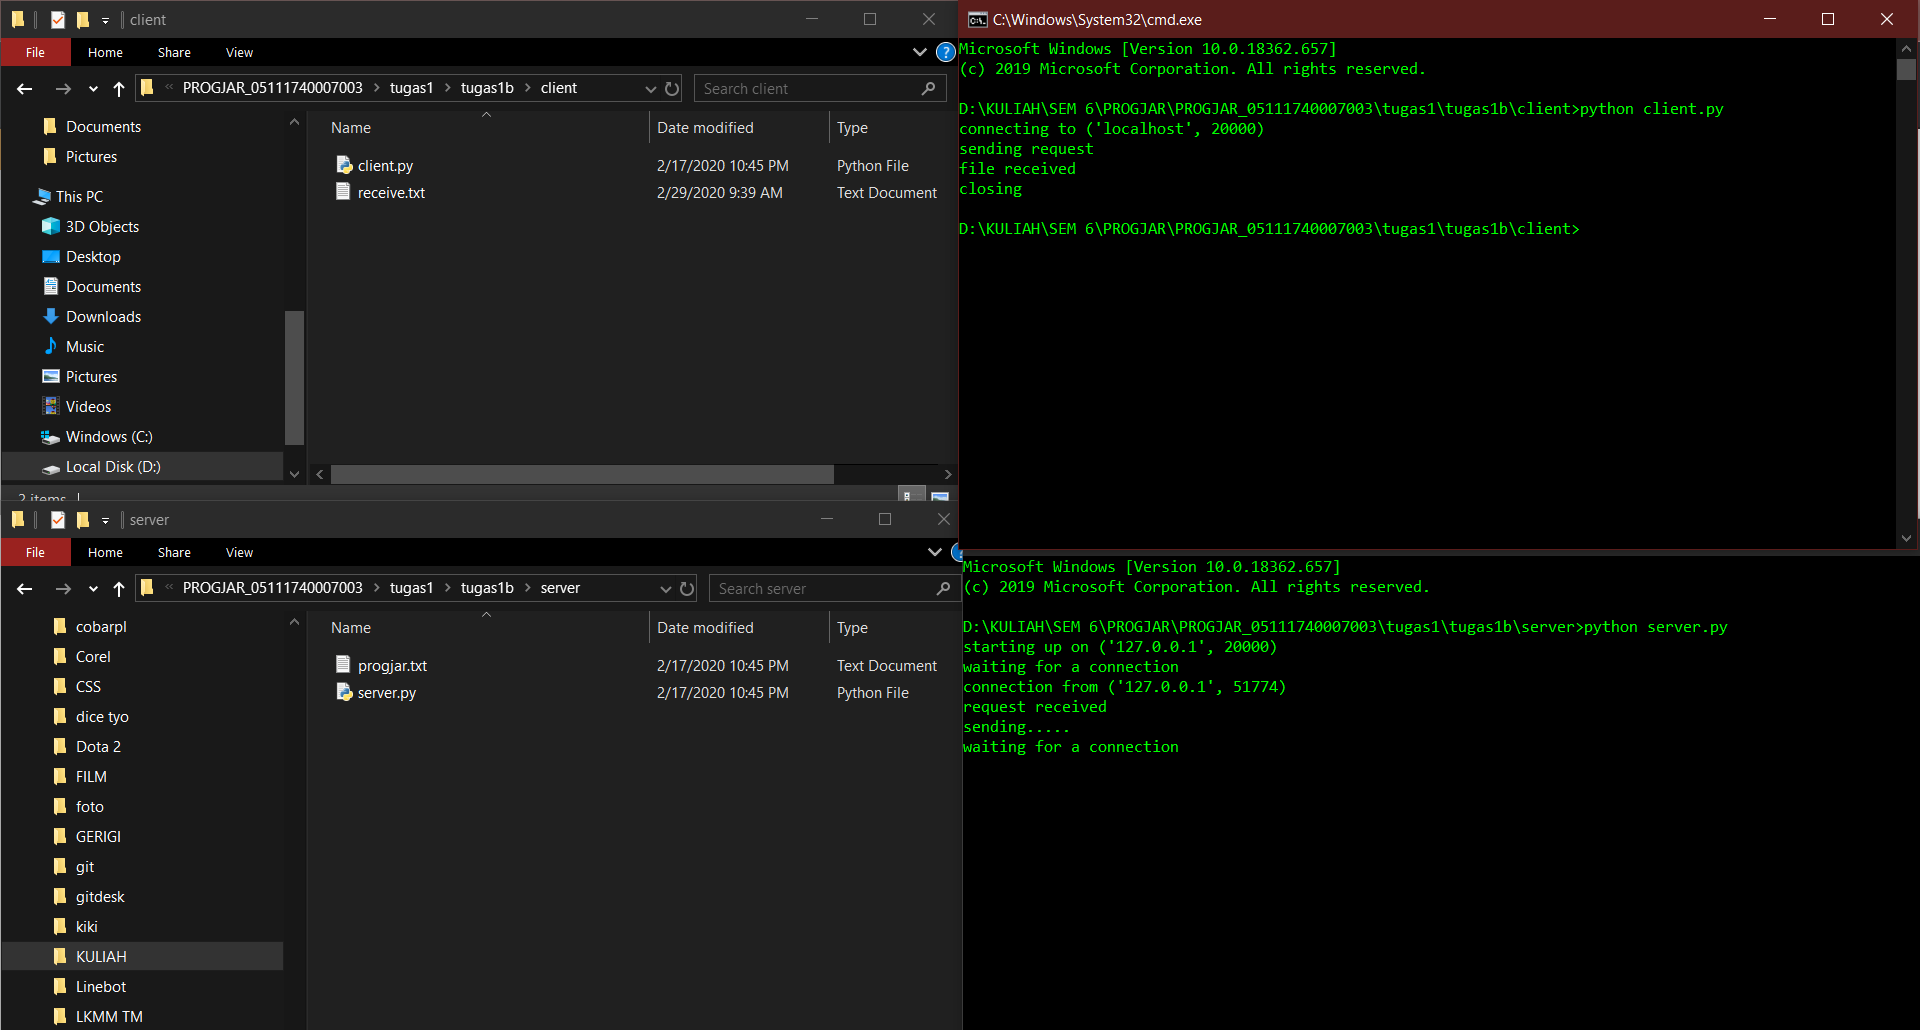 client
File Home Share View
PROGJAR_05111740007003 tugas1 tugas1b client Search client
Documents
Pictures
This PC
3D Objects
Desktop
Documents
Downloads
Music
Pictures
Videos
Windows (C:)
Local Disk (D:)
Name Date modified Type
client.py 2/17/2020 10:45 PM Python File
receive.txt 2/29/2020 9:39 AM Text Document
2 items
C:\Windows\System32\cmd.exe
Microsoft Windows [Version 10.0.18362.657]
(c) 2019 Microsoft Corporation. All rights reserved.
D:\KULIAH\SEM 6\PROGJAR\PROGJAR_05111740007003\tugas1\tugas1b\client>python client.py
connecting to ('localhost', 20000)
sending request
file received
closing
D:\KULIAH\SEM 6\PROGJAR\PROGJAR_05111740007003\tugas1\tugas1b\client>
server
File Home Share View
PROGJAR_05111740007003 tugas1 tugas1b server Search server
cobarpl
Corel
CSS
dice tyo
Dota 2
FILM
foto
GERIGI
git
gitdesk
kiki
KULIAH
Linebot
LKMM TM
Name Date modified Type
progjar.txt 2/17/2020 10:45 PM Text Document
server.py 2/17/2020 10:45 PM Python File
Microsoft Windows [Version 10.0.18362.657]
(c) 2019 Microsoft Corporation. All rights reserved.
D:\KULIAH\SEM 6\PROGJAR\PROGJAR_05111740007003\tugas1\tugas1b\server>python server.py
starting up on ('127.0.0.1', 20000)
waiting for a connection
connection from ('127.0.0.1', 51774)
request received
sending.....
waiting for a connection